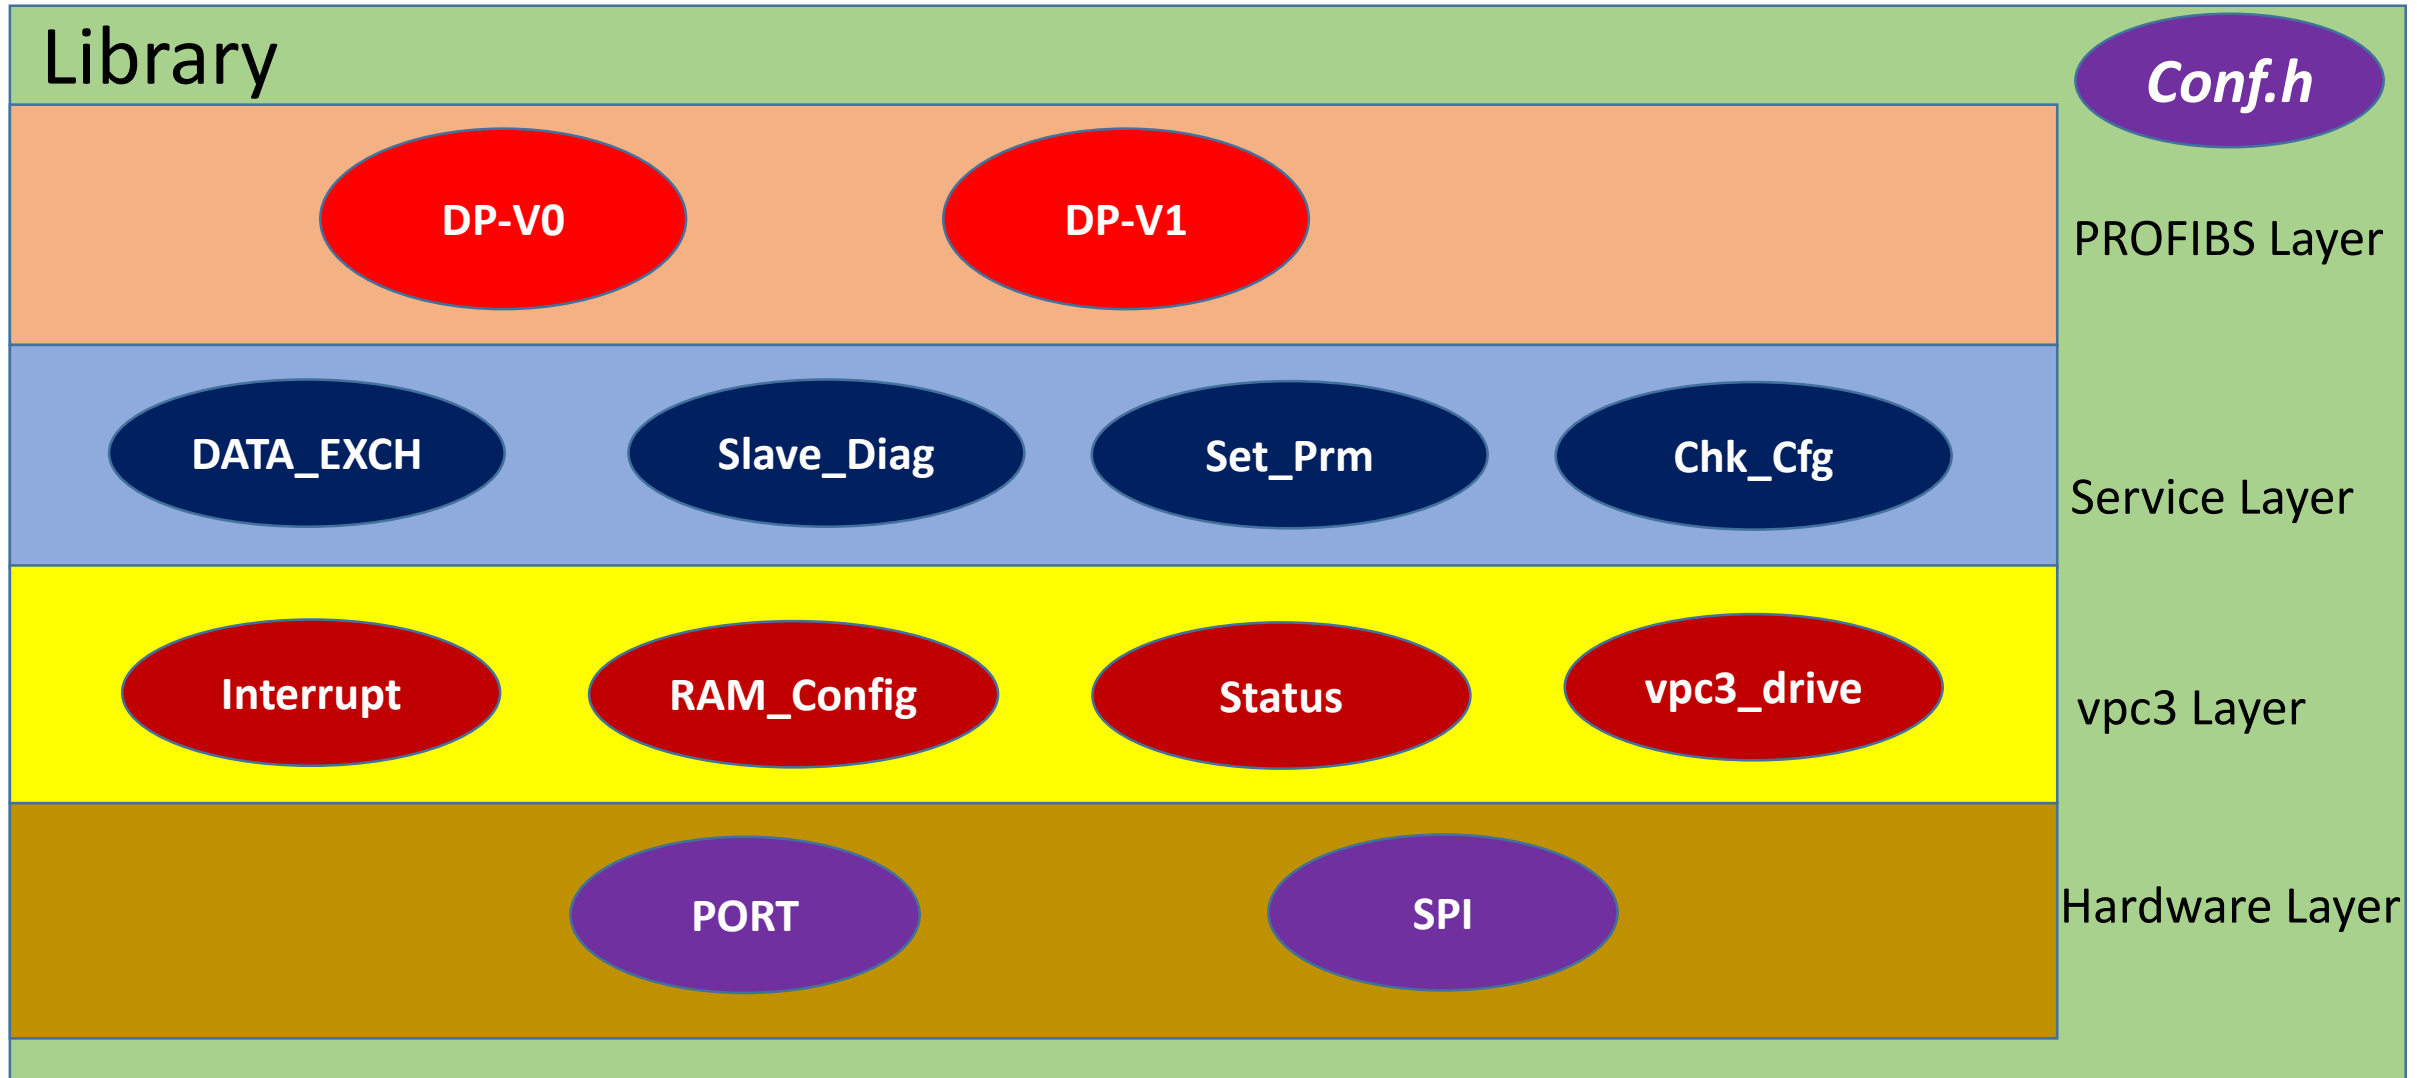 Library
Conf.h
DP-V0
DP-V1
PROFIBS Layer
DATA_EXCH
Slave_Diag
Set_Prm
Chk_Cfg
Service Layer
Interrupt
RAM_Config
Status
vpc3_drive
vpc3 Layer
PORT
SPI
Hardware Layer